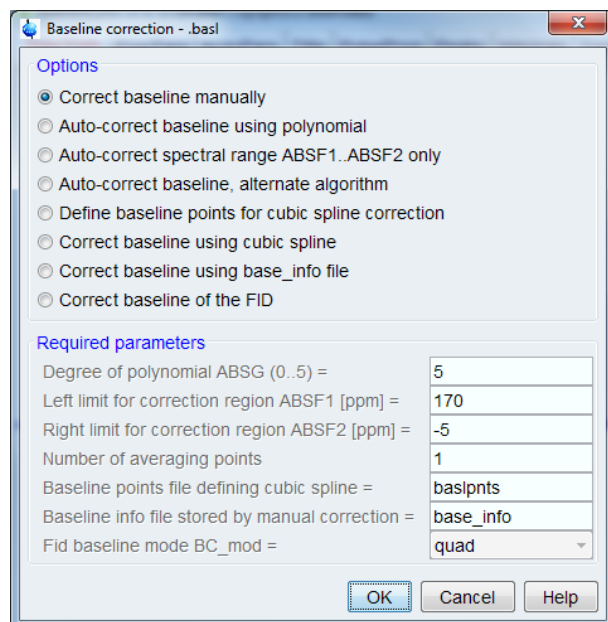 Baseline correction - .basl
Options
Correct baseline manually
Auto-correct baseline using polynomial
Auto-correct spectral range ABSF1..ABSF2 only
Auto-correct baseline, alternate algorithm
Define baseline points for cubic spline correction
Correct baseline using cubic spline
Correct baseline using base_info file
Correct baseline of the FID
Required parameters
Degree of polynomial ABSG (0..5) = 5
Left limit for correction region ABSF1 [ppm] = 170
Right limit for correction region ABSF2 [ppm] = -5
Number of averaging points 1
Baseline points file defining cubic spline = baslpnts
Baseline info file stored by manual correction = base_info
Fid baseline mode BC_mod = quad
OK Cancel Help